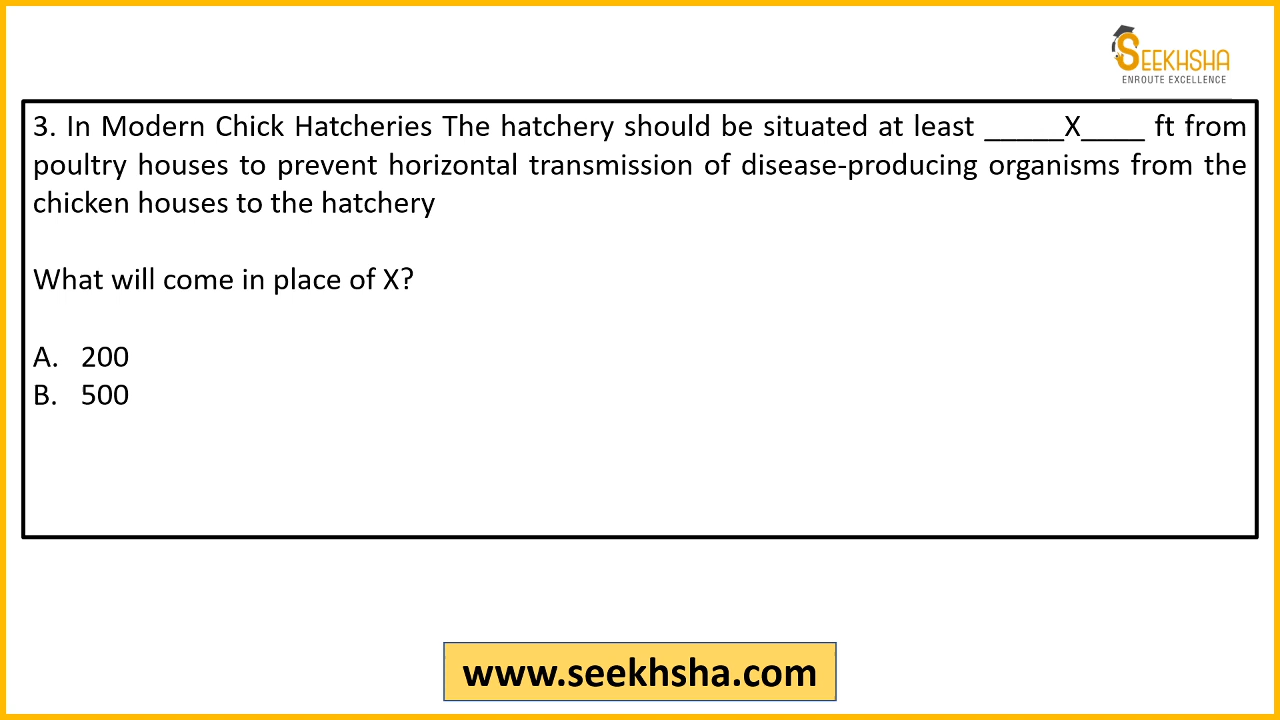 SEEKHSHA
ENROUTE EXCELLENCE
3. In Modern Chick Hatcheries The hatchery should be situated at least _____X____ ft from
poultry houses to prevent horizontal transmission of disease-producing organisms from the
chicken houses to the hatchery
What will come in place of X?
A. 200
B. 500
www.seekhsha.com